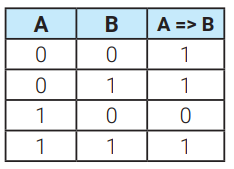 A B A => B
0 0 1
0 1 1
1 0 0
1 1 1